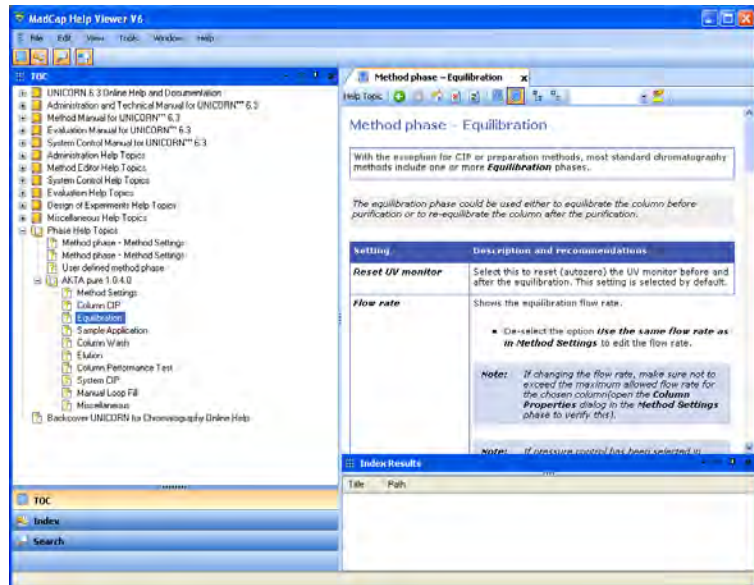 MadCap Help Viewer V6
File Edit View Tools Window Help
TOC
UNICORN 6.3 Online Help and Documentation
Administration and Technical Manual for UNICORN™ 6.3
Method Manual for UNICORN™ 6.3
Evaluation Manual for UNICORN™ 6.3
System Control Manual for UNICORN™ 6.3
Administration Help Topics
Method Editor Help Topics
System Control Help Topics
Evaluation Help Topics
Design of Experiments Help Topics
Miscellaneous Help Topics
Phase Help Topics
Method phase - Method Settings
Method phase - Method Settings
User defined method phase
AKTA pure 1.0.4.0
Method Settings
Column CIP
Equilibration
Sample Application
Column Wash
Elution
Column Performance Test
System CIP
Manual Loop Fill
Miscellaneous
Backcover UNICORN for Chromatography Online Help
TOC
Index
Search
Method phase – Equilibration x
Help Topic
Method phase – Equilibration
With the exception for CIP or preparation methods, most standard chromatography
methods include one or more Equilibration phases.
The equilibration phase could be used either to equilibrate the column before
purification or to re-equilibrate the column after the purification.
Setting Description and recommendations
Reset UV monitor Select this to reset (autozero) the UV monitor before and
after the equilibration. This setting is selected by default.
Flow rate Shows the equilibration flow rate.
• De-select the option Use the same flow rate as
in Method Settings to edit the flow rate.
Note: If changing the flow rate, make sure not to
exceed the maximum allowed flow rate for
the chosen column(open the Column
Properties dialog in the Method Settings
phase to verify this).
Note: If pressure control has been selected in
Index Results
Title Path